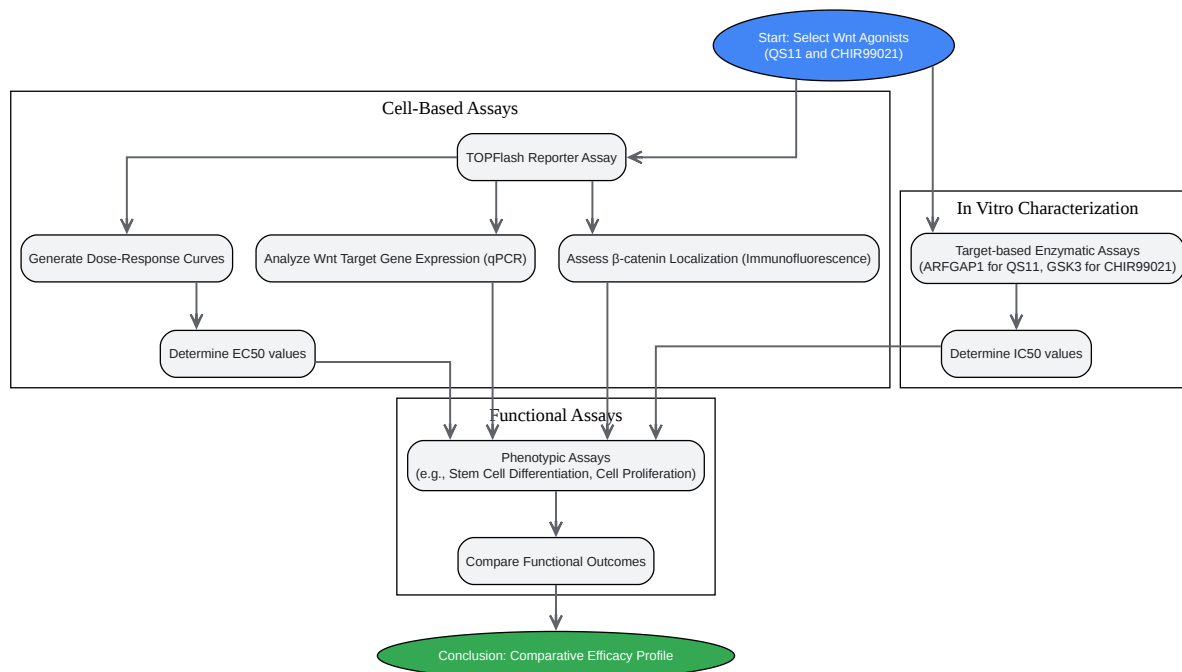 Start: Select Wnt Agonists
(QS11 and CHIR99021)
Cell-Based Assays
TOPFlash Reporter Assay
In Vitro Characterization
Generate Dose-Response Curves
Analyze Wnt Target Gene Expression (qPCR)
Assess β-catenin Localization (Immunofluorescence)
Target-based Enzymatic Assays
(ARFGAP1 for QS11, GSK3 for CHIR99021)
Determine EC50 values
Determine IC50 values
Functional Assays
Phenotypic Assays
(e.g., Stem Cell Differentiation, Cell Proliferation)
Compare Functional Outcomes
Conclusion: Comparative Efficacy Profile